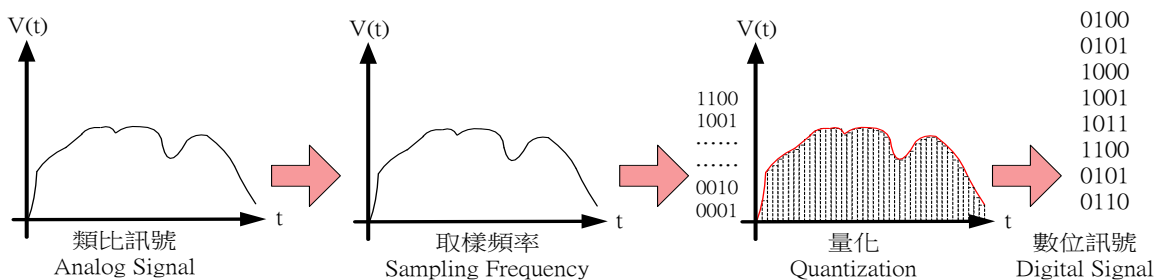 V(t)
t
類比訊號
Analog Signal
V(t)
t
取樣頻率
Sampling Frequency
V(t)
1100
1001
......
......
0010
0001
t
量化
Quantization
0100
0101
1000
1001
1011
1100
0101
0110
數位訊號
Digital Signal